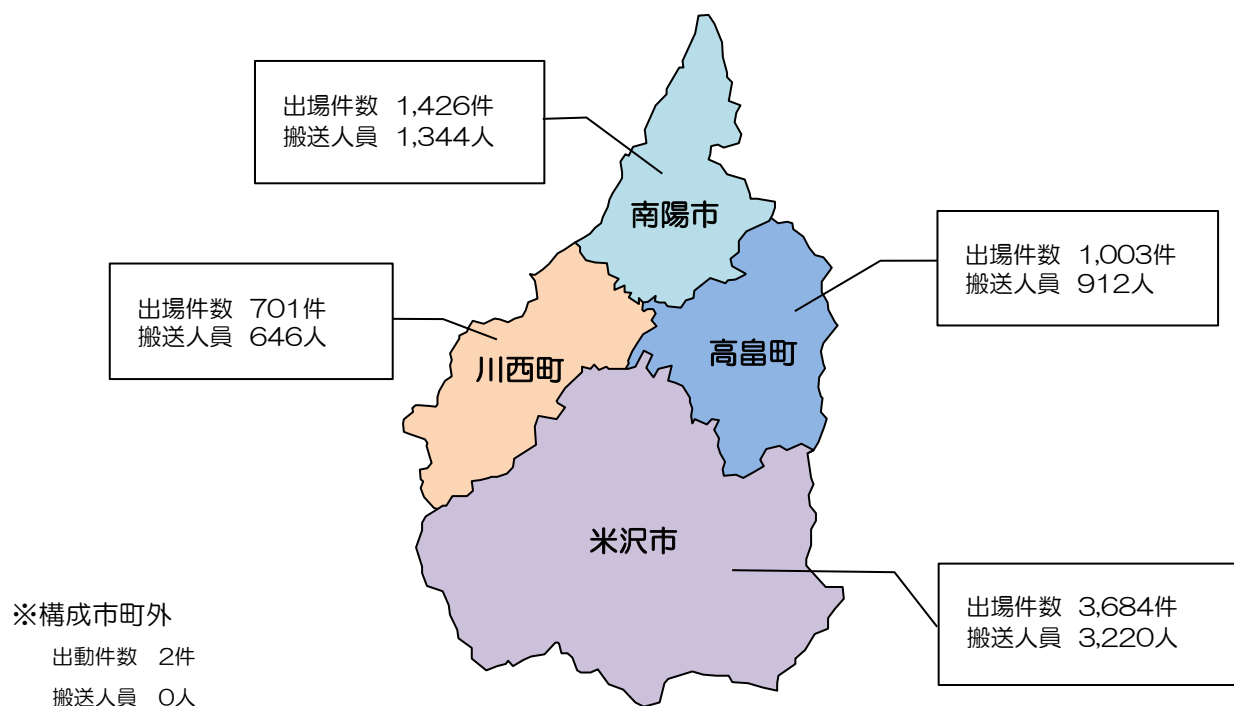 出場件数 1,426件
搬送人員 1,344人
南陽市
出場件数 1,003件
搬送人員 912人
出場件数 701件
搬送人員 646人
川西町
高畠町
米沢市
出場件数 3,684件
搬送人員 3,220人
※構成市町外
出動件数 2件
搬送人員 0人